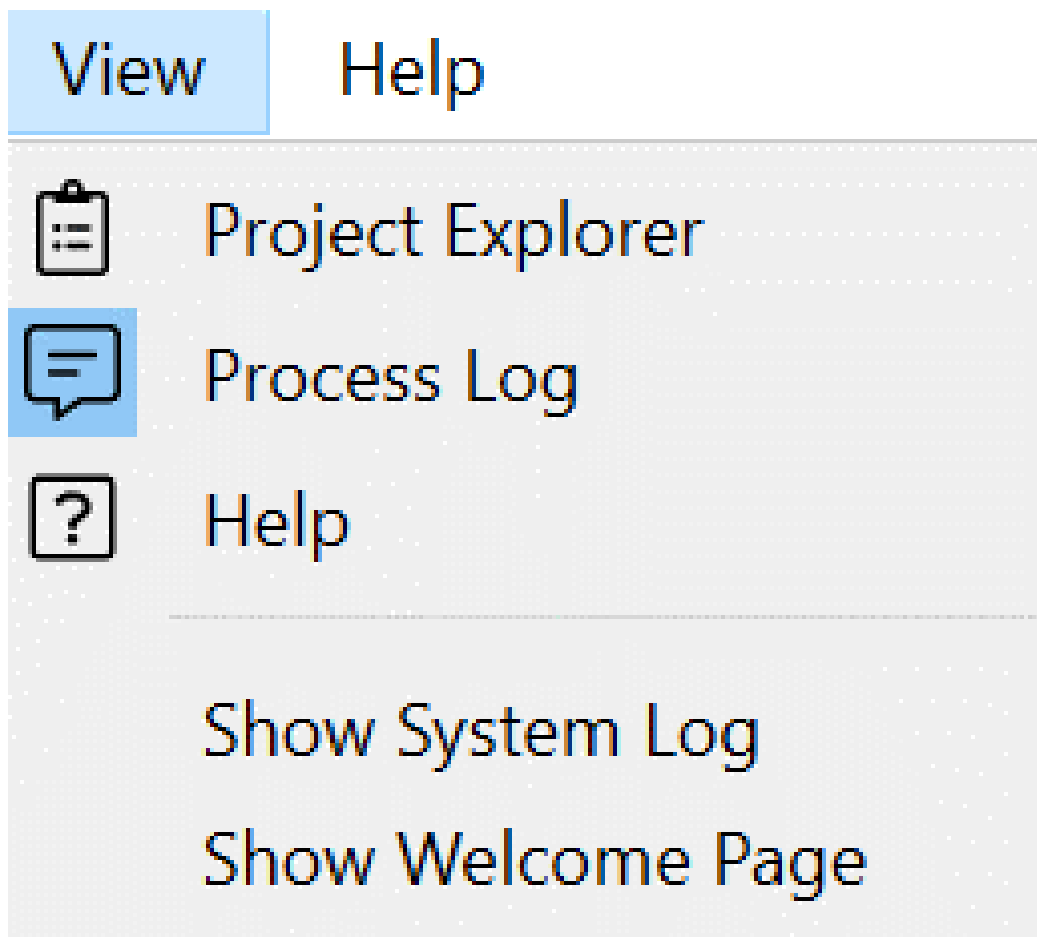 View Help
Project Explorer
Process Log
? Help
Show System Log
Show Welcome Page